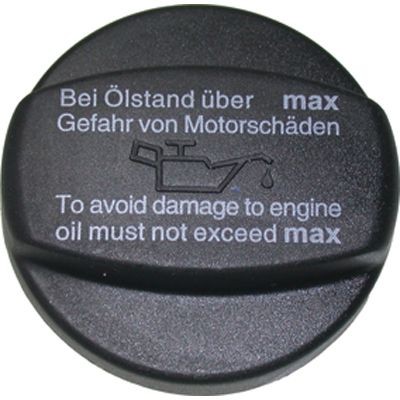 Bei Ölstand über max
Gefahr von Motorschäden
To avoid damage to engine
oil must not exceed max